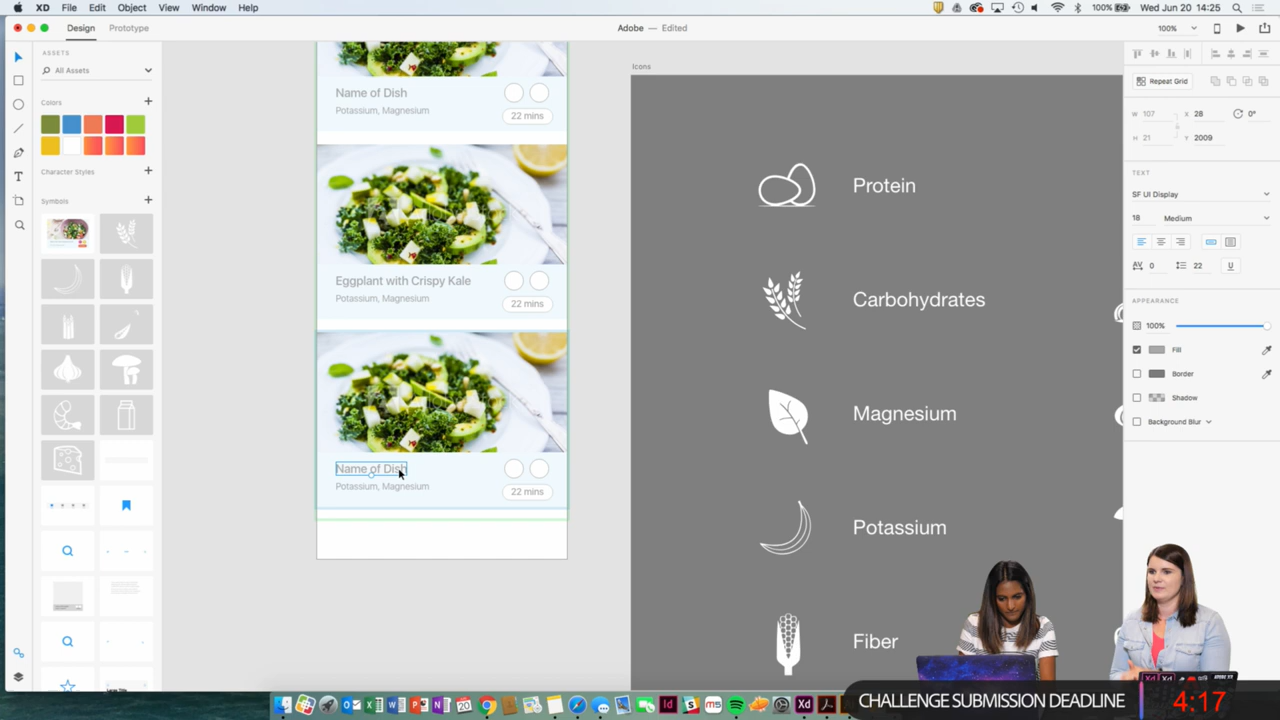 XD File Edit Object View Window Help
100% Wed Jun 20 14:25
Design Prototype
Adobe — Edited
100%
ASSETS
All Assets
Colors
Character Styles
Symbols
Name of Dish
Potassium, Magnesium
22 mins
Eggplant with Crispy Kale
Potassium, Magnesium
22 mins
Name of Dish
Potassium, Magnesium
22 mins
Icons
Protein
Carbohydrates
Magnesium
Potassium
Fiber
Repeat Grid
W 107 X 28 0°
H 21 Y 2009
TEXT
SF UI Display
18 Medium
AV 0 22 U
APPEARANCE
100%
Fill
Border
Shadow
Background Blur
CHALLENGE SUBMISSION DEADLINE 4:17